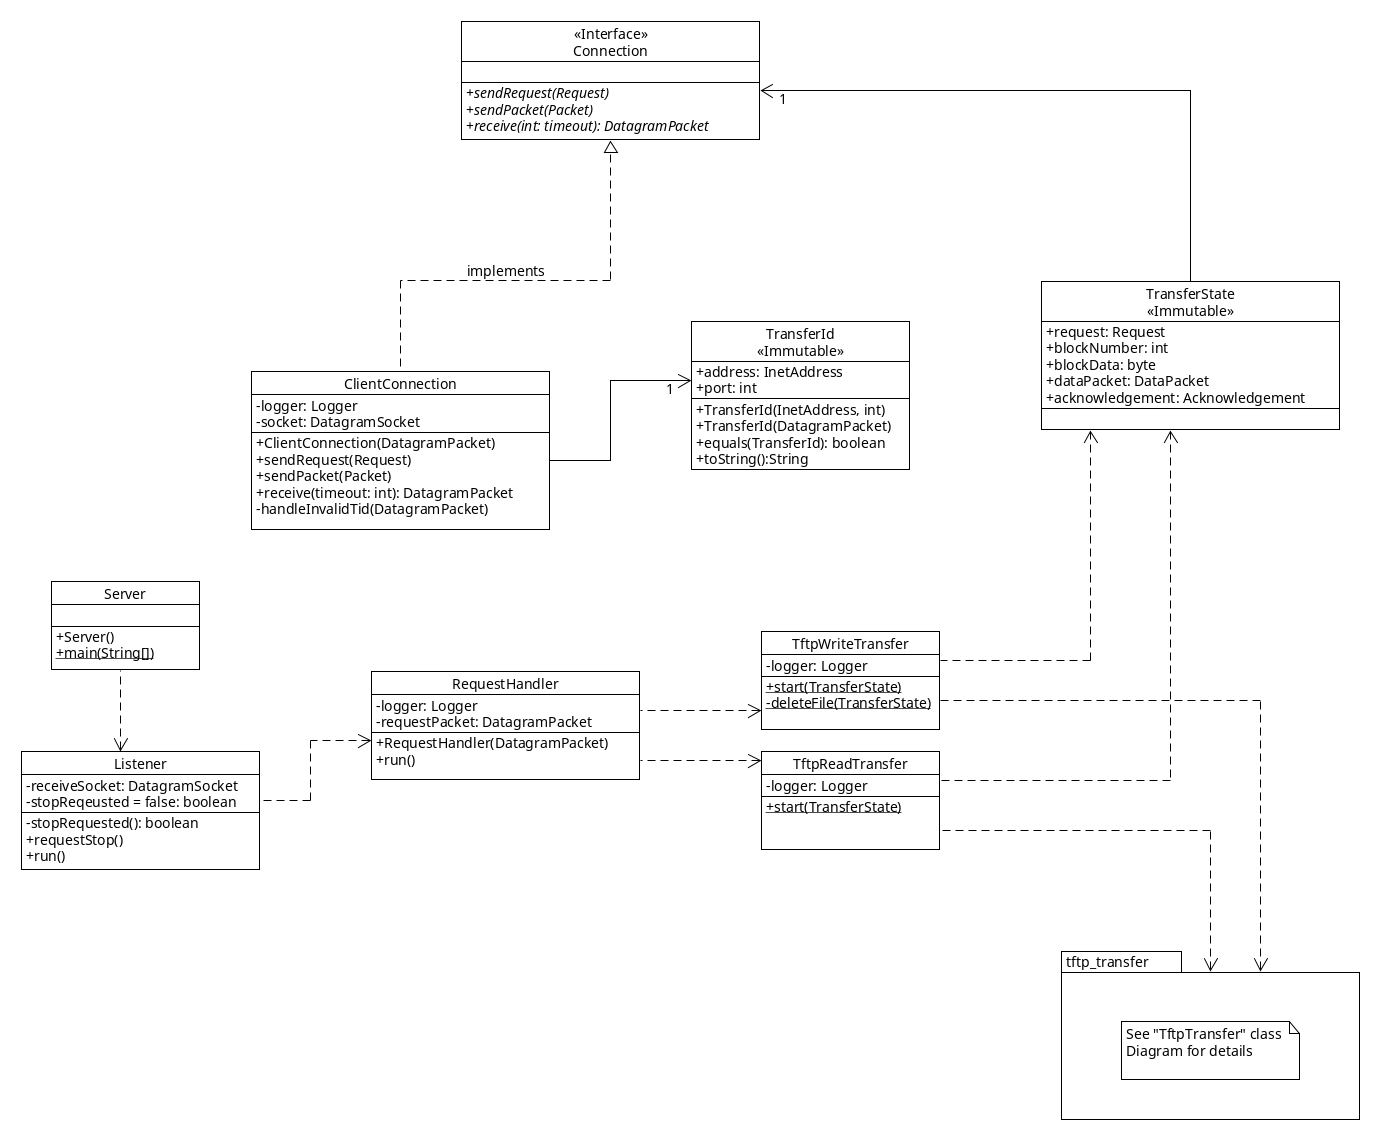 «Interface»
Connection
+sendRequest(Request)
+sendPacket(Packet)
+receive(int: timeout): DatagramPacket
1
implements
TransferState
«Immutable»
+request: Request
+blockNumber: int
+blockData: byte
+dataPacket: DataPacket
+acknowledgement: Acknowledgement
TransferId
«Immutable»
+address: InetAddress
+port: int
+TransferId(InetAddress, int)
+TransferId(DatagramPacket)
+equals(TransferId): boolean
+toString():String
1
ClientConnection
-logger: Logger
-socket: DatagramSocket
+ClientConnection(DatagramPacket)
+sendRequest(Request)
+sendPacket(Packet)
+receive(timeout: int): DatagramPacket
-handleInvalidTid(DatagramPacket)
Server
+Server()
+main(String[])
Listener
-receiveSocket: DatagramSocket
-stopReqeusted = false: boolean
-stopRequested(): boolean
+requestStop()
+run()
RequestHandler
-logger: Logger
-requestPacket: DatagramPacket
+RequestHandler(DatagramPacket)
+run()
TftpWriteTransfer
-logger: Logger
+start(TransferState)
-deleteFile(TransferState)
TftpReadTransfer
-logger: Logger
+start(TransferState)
tftp_transfer
See "TftpTransfer" class
Diagram for details